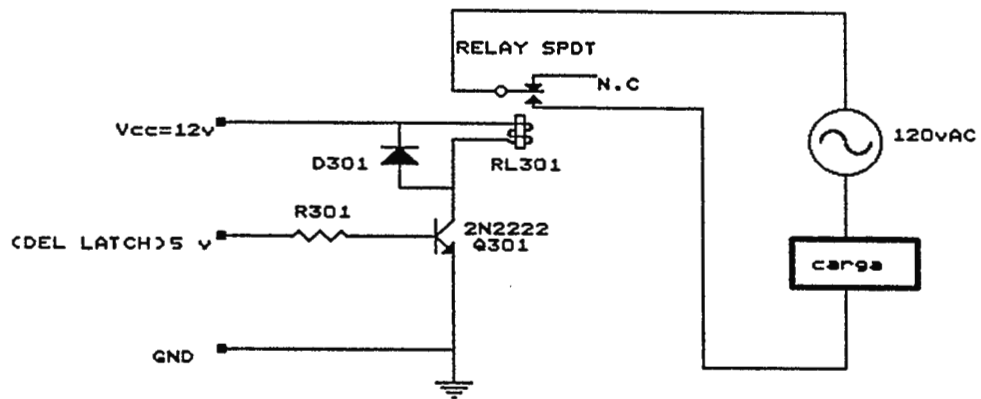 RELAY SPDT
N.C
Vcc=12v
120vAC
D301
RL301
R301
2N2222
(DEL LATCH)5 v
Q301
carga
GND